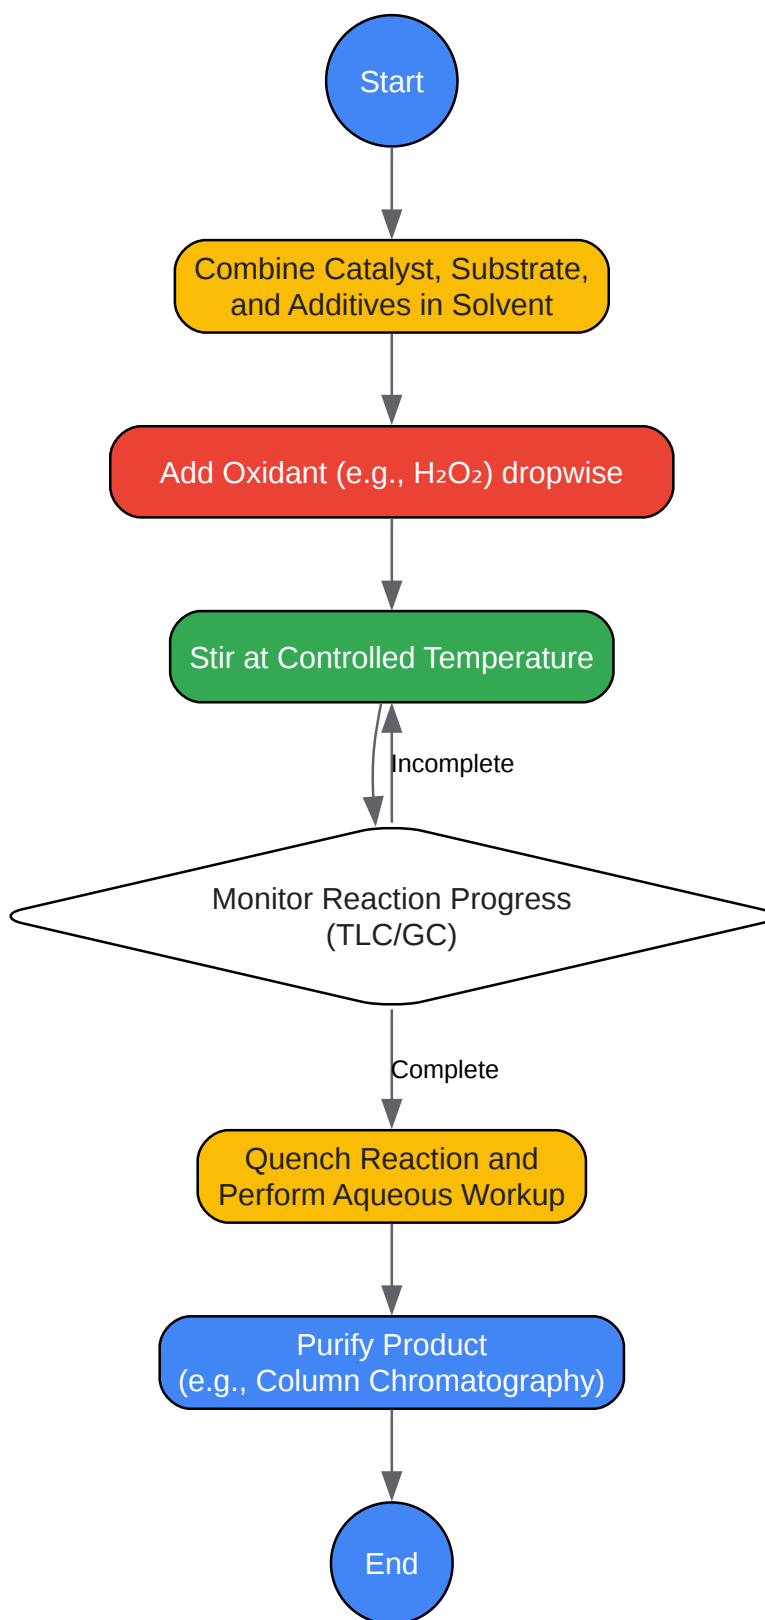 Start
Combine Catalyst, Substrate,
and Additives in Solvent
Add Oxidant (e.g., H₂O₂) dropwise
Stir at Controlled Temperature
Incomplete
Monitor Reaction Progress
(TLC/GC)
Complete
Quench Reaction and
Perform Aqueous Workup
Purify Product
(e.g., Column Chromatography)
End